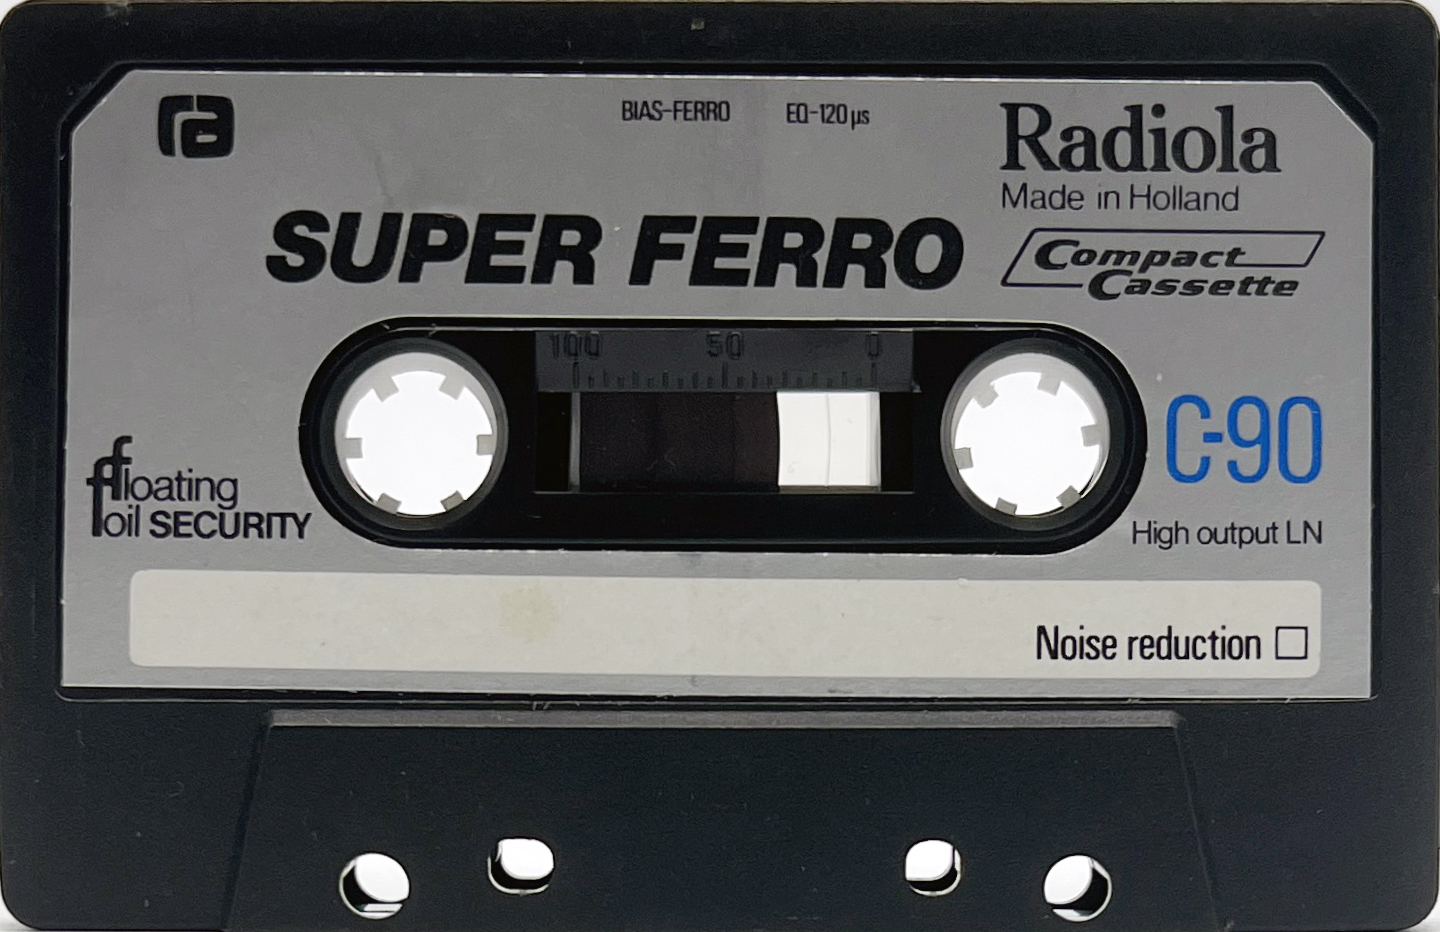 ra
BIAS-FERRO EQ-120 µs
Radiola
Made in Holland
SUPER FERRO
Compact
Cassette
100 50 0
C-90
floating
foil SECURITY
High output LN
Noise reduction